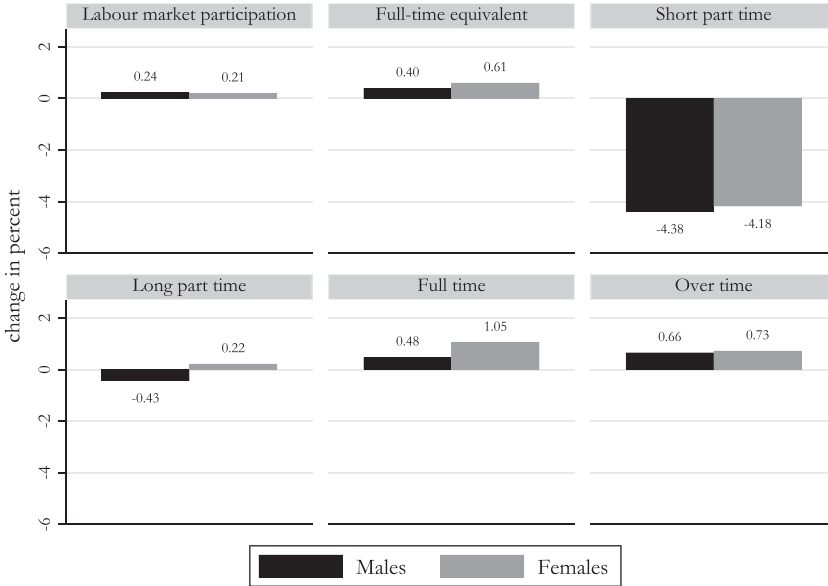 Labour market participation
Full-time equivalent
Short part time
change in percent
2
0
-2
-4
-6
0.24
0.21
0.40
0.61
-4.38
-4.18
Long part time
Full time
Over time
2
0
-2
-4
-6
-0.43
0.22
0.48
1.05
0.66
0.73
Males
Females